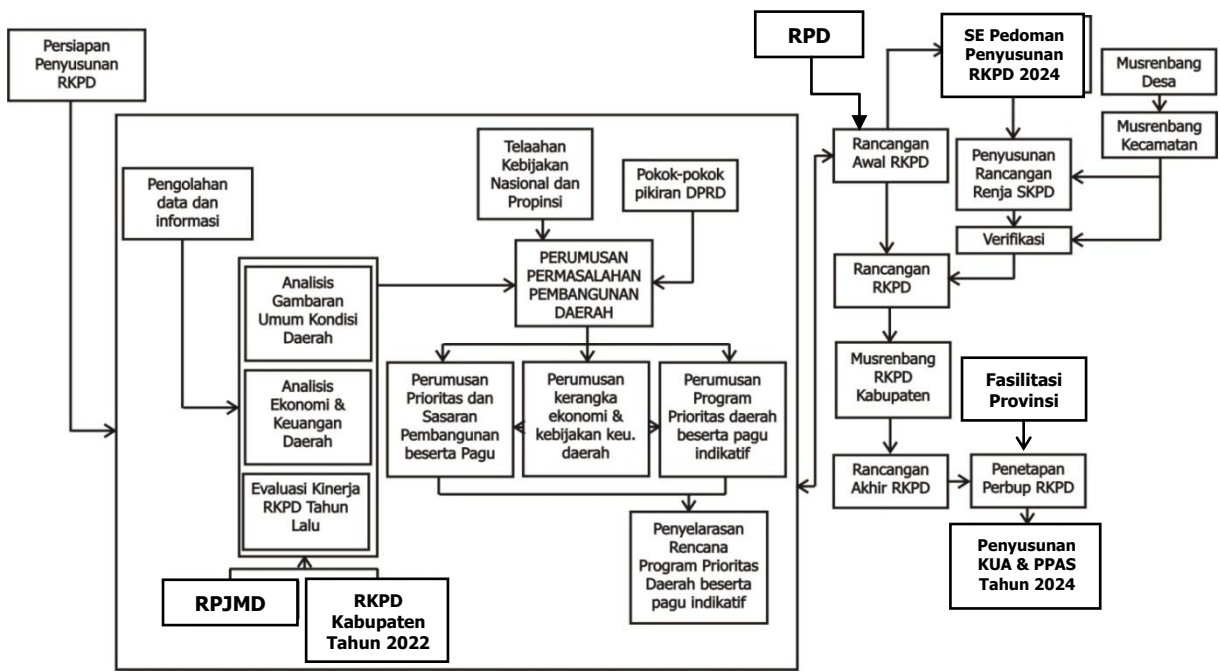 Persiapan
Penyusunan
RKPD
RPD
SE Pedoman
Penyusunan
RKPD 2024
Musrenbang
Desa
Musrenbang
Kecamatan
Telaahan
Kebijakan
Nasional dan
Propinsi
Pokok-pokok
pikiran DPRD
Rancangan
Awal RKPD
Penyusunan
Rancangan
Renja SKPD
Verifikasi
Pengolahan
data dan
informasi
Analisis
Gambaran
Umum Kondisi
Daerah
PERUMUSAN
PERMASALAHAN
PEMBANGUNAN
DAERAH
Rancangan
RKPD
Analisis
Ekonomi &
Keuangan
Daerah
Perumusan
Prioritas dan
Sasaran
Pembangunan
beserta Pagu
Perumusan
kerangka
ekonomi &
kebijakan keu.
daerah
Perumusan
Program
Prioritas daerah
beserta pagu
indikatif
Musrenbang
RKPD
Kabupaten
Fasilitasi
Provinsi
Evaluasi Kinerja
RKPD Tahun
Lalu
Rancangan
Akhir RKPD
Penetapan
Perbup RKPD
Penyelarasan
Rencana
Program Prioritas
Daerah beserta
pagu indikatif
Penyusunan
KUA & PPAS
Tahun 2024
RPJMD
RKPD
Kabupaten
Tahun 2022